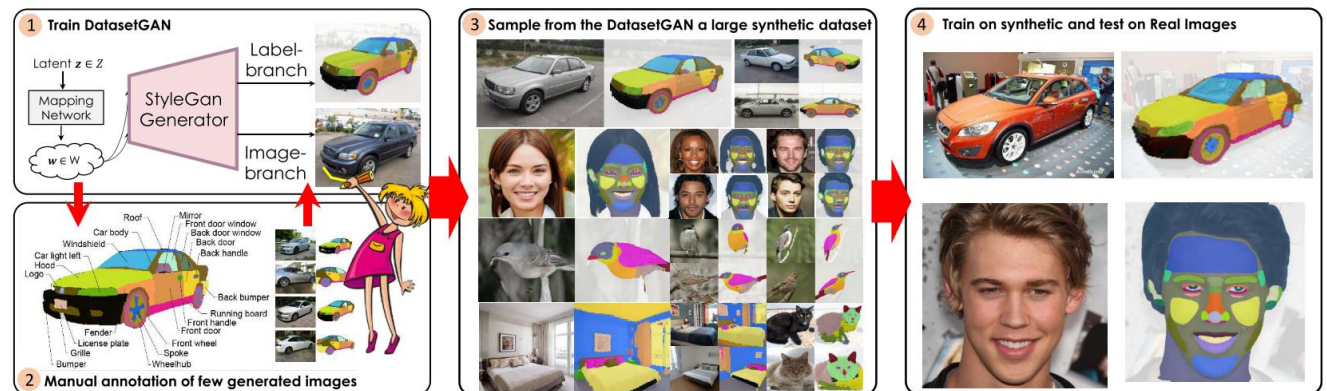 1 Train DatasetGAN
Latent z ∈ Z
Mapping
Network
w ∈ W
StyleGan
Generator
Label-
branch
Image-
branch
Roof
Mirror
Front door window
Car body
Back door window
Windshield
Back door
Car light left
Back handle
Hood
Logo
Back bumper
Running board
Front handle
Front door
Fender
License plate
Front wheel
Grille
Spoke
Bumper
Wheelhub
2 Manual annotation of few generated images
3 Sample from the DatasetGAN a large synthetic dataset
4 Train on synthetic and test on Real Images